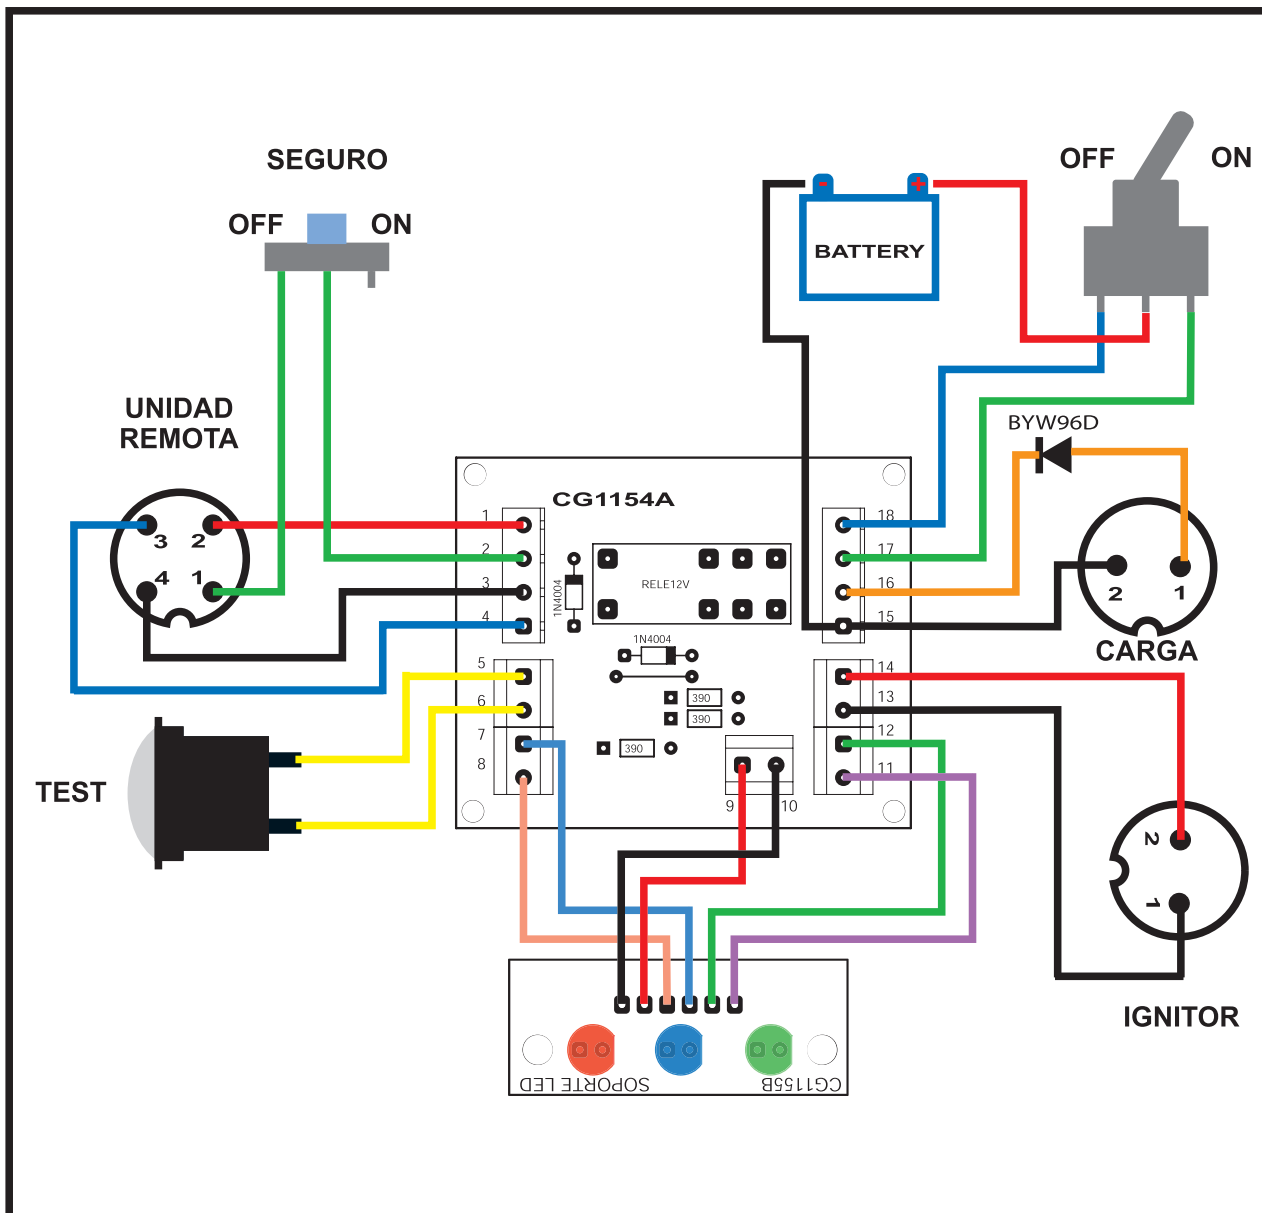 SEGURO
OFF ON
OFF ON
- +
BATTERY
UNIDAD
REMOTA
BYW96D
3 2
4 1
CG1154A
1
2
3
4
5
6
7
8
18
17
16
15
14
13
12
11
1N4004
RELE12V
1N4004
390
390
390
9 10
2 1
CARGA
TEST
2
1
IGNITOR
SOPORTE LED
CG1155B